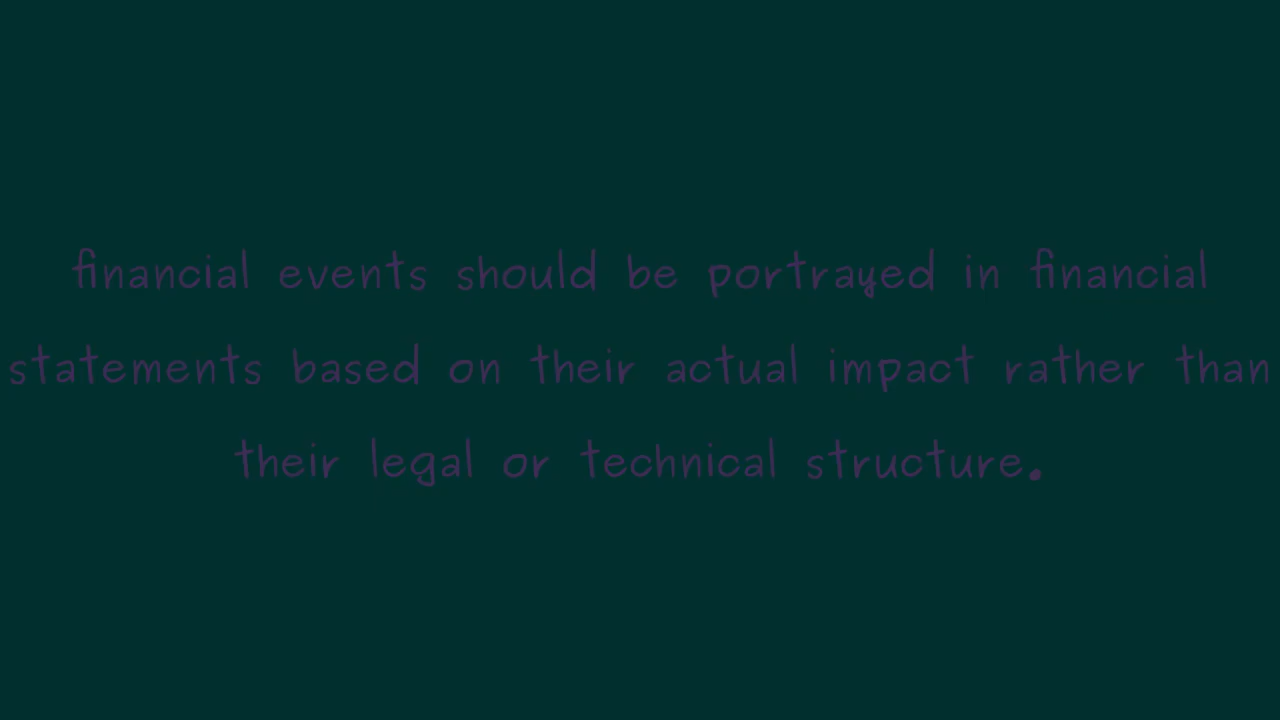 financial events should be portrayed in financial
statements based on their actual impact rather than
their legal or technical structure.